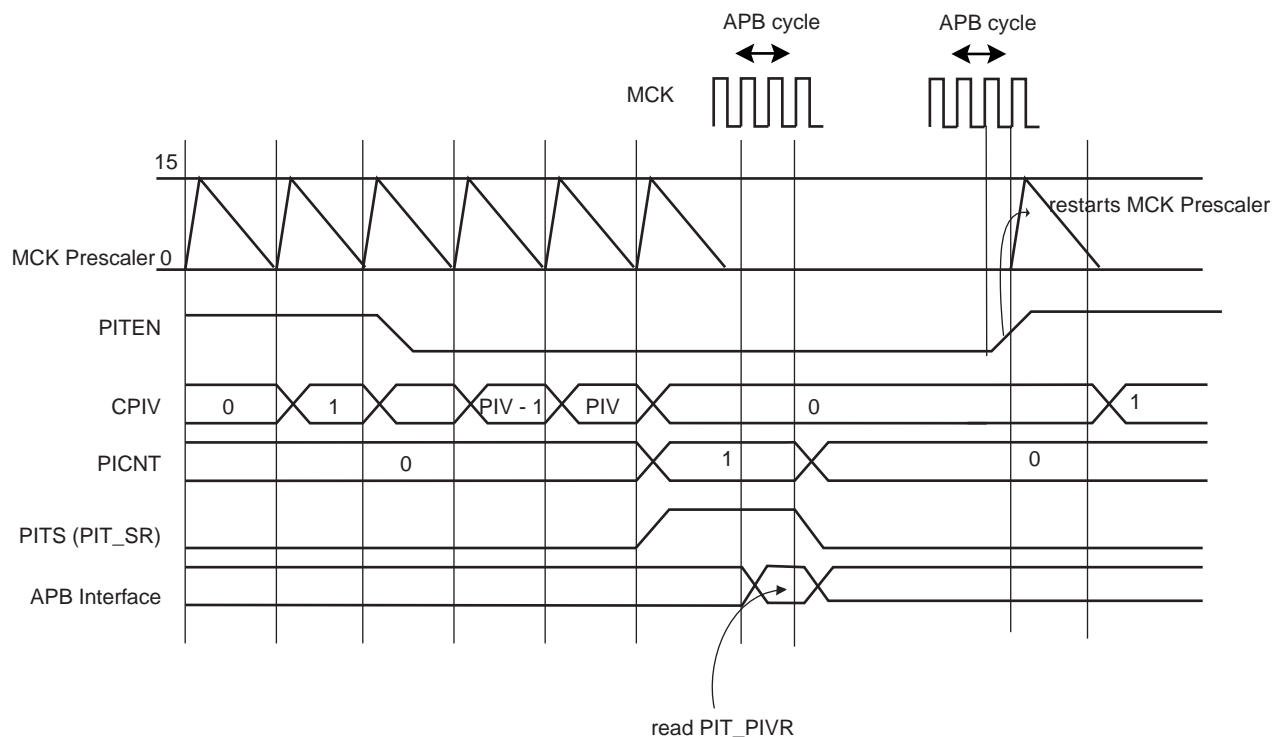 APB cycle
APB cycle
MCK
15
restarts MCK Prescaler
MCK Prescaler 0
PITEN
CPIV
0
1
PIV - 1
PIV
0
1
PICNT
0
1
0
PITS (PIT_SR)
APB Interface
read PIT_PIVR